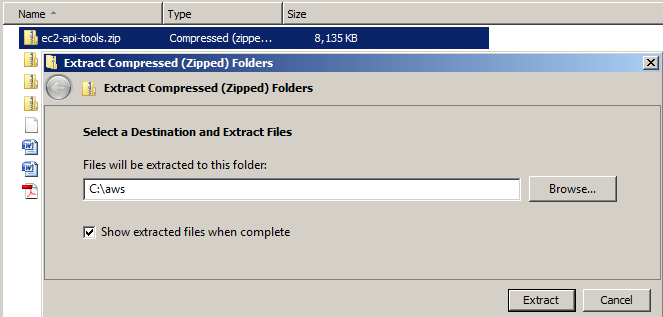 Name Type Size
ec2-api-tools.zip Compressed (zippe... 8,135 KB
Extract Compressed (Zipped) Folders
Extract Compressed (Zipped) Folders
Select a Destination and Extract Files
Files will be extracted to this folder:
C:\aws Browse...
Show extracted files when complete
Extract Cancel